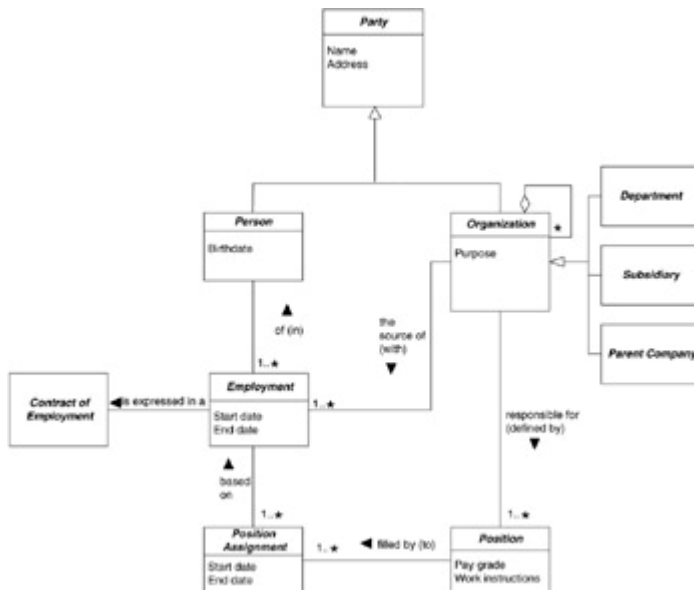 Party
Name
Address
Person
Birthdate
Organization
Purpose
★
Department
Subsidiary
Parent Company
of (in)
1..★
the
source of
(with)
Contract of
Employment
is expressed in a
Employment
Start date
End date
1..★
responsible for
(defined by)
based
on
1..★
1..★
Position
Assignment
Start date
End date
1..★
filled by (to)
Position
Pay grade
Work instructions